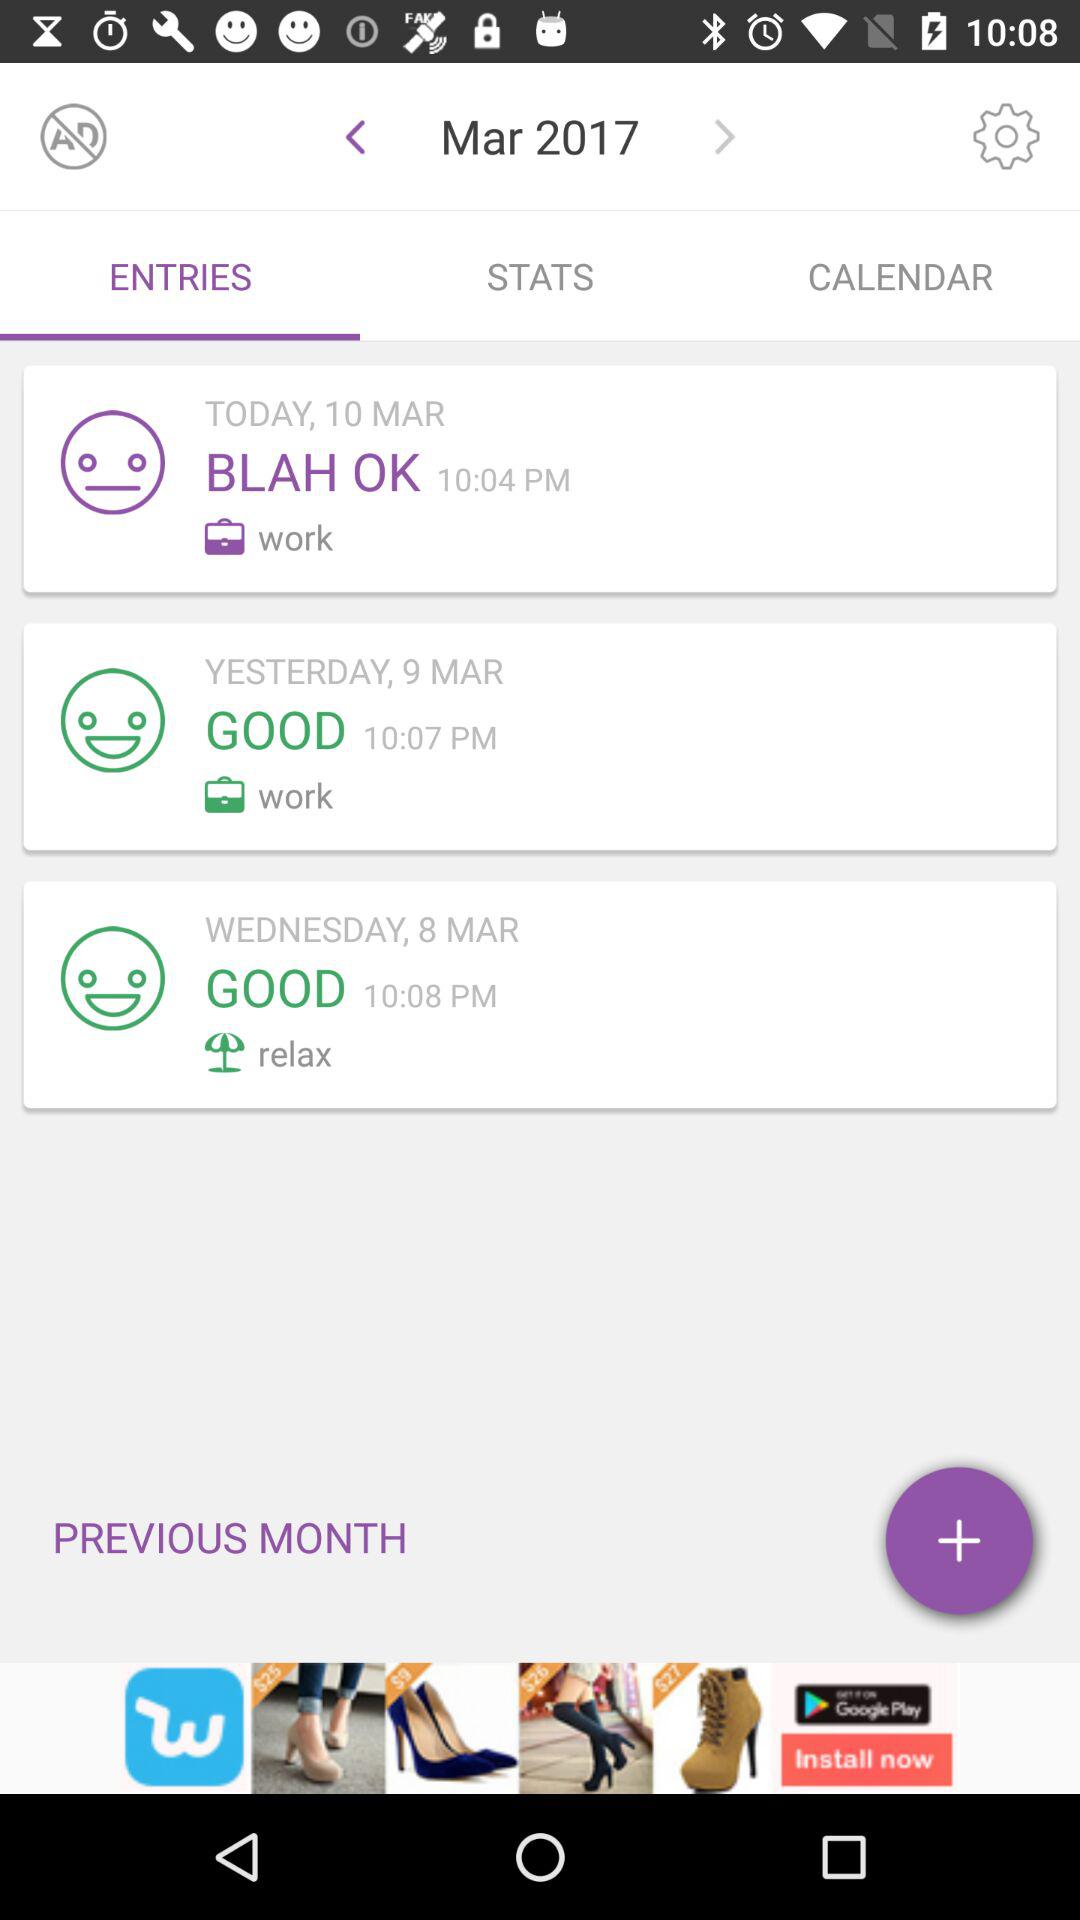 FAKE
10:08
AD
Mar 2017
ENTRIES STATS CALENDAR
TODAY, 10 MAR
BLAH OK 10:04 PM
work
YESTERDAY, 9 MAR
GOOD 10:07 PM
work
WEDNESDAY, 8 MAR
GOOD 10:08 PM
relax
PREVIOUS MONTH
$25 $9 $26 $27
GET IT ON
Google Play
Install now